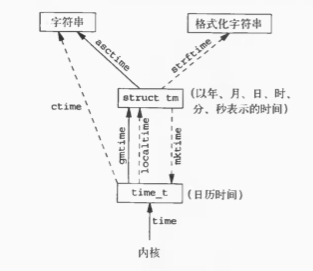 字符串
格式化字符串
asctime
strftime
ctime
struct tm
(以年、月、日、时、
分、秒表示的时间)
gmtime
localtime
mktime
time_t
(日历时间)
time
内核